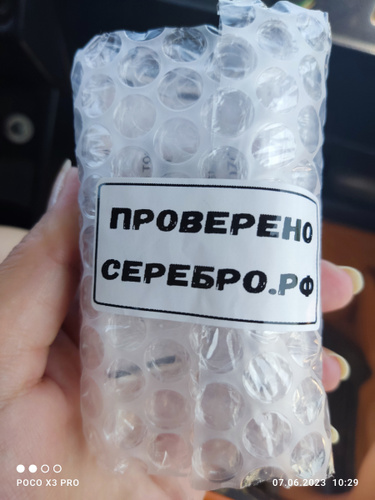 ПРОВЕРЕНО
СЕРЕБРО.РФ
POCO X3 PRO
07.06.2023 10:29